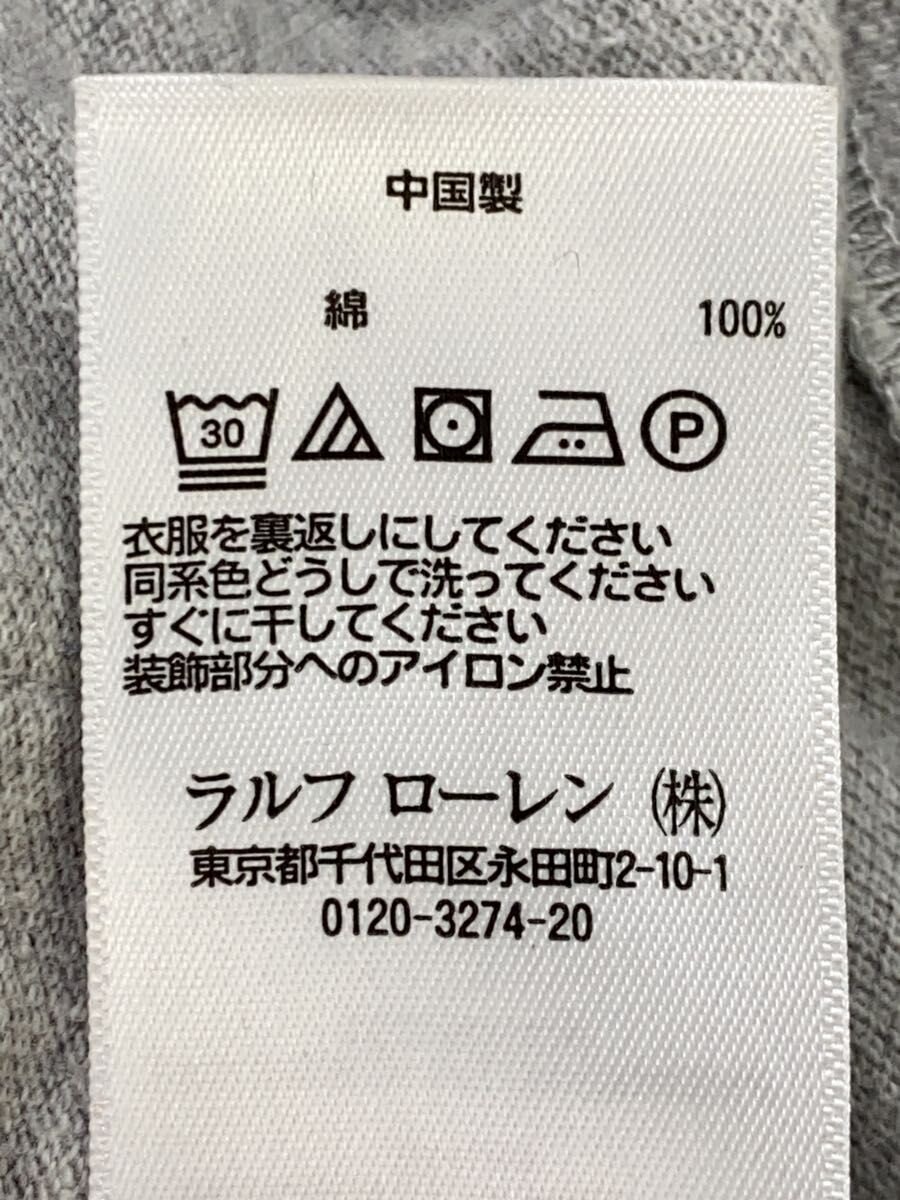 中国製
綿 100%
30 P
衣服を裏返しにしてください
同系色どうしで洗ってください
すぐに干してください
装飾部分へのアイロン禁止
ラルフ ローレン ㈱
東京都千代田区永田町2-10-1
0120-3274-20